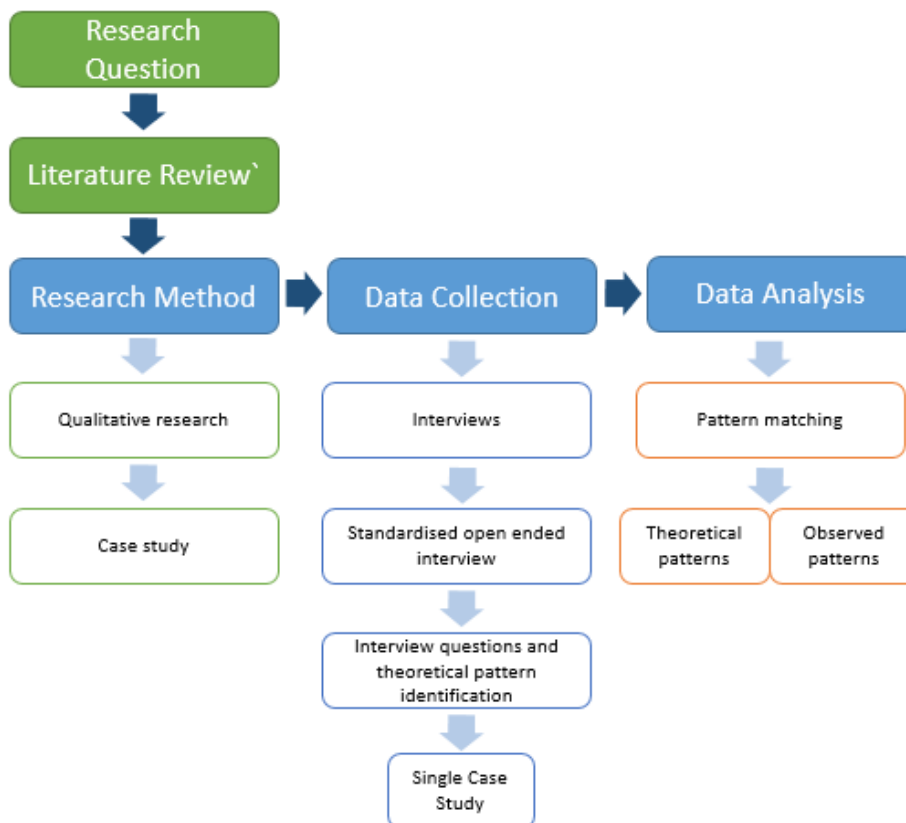 Research
Question
Literature Review`
Research Method
Data Collection
Data Analysis
Qualitative research
Interviews
Pattern matching
Case study
Standardised open ended
interview
Theoretical
patterns
Observed
patterns
Interview questions and
theoretical pattern
identification
Single Case
Study